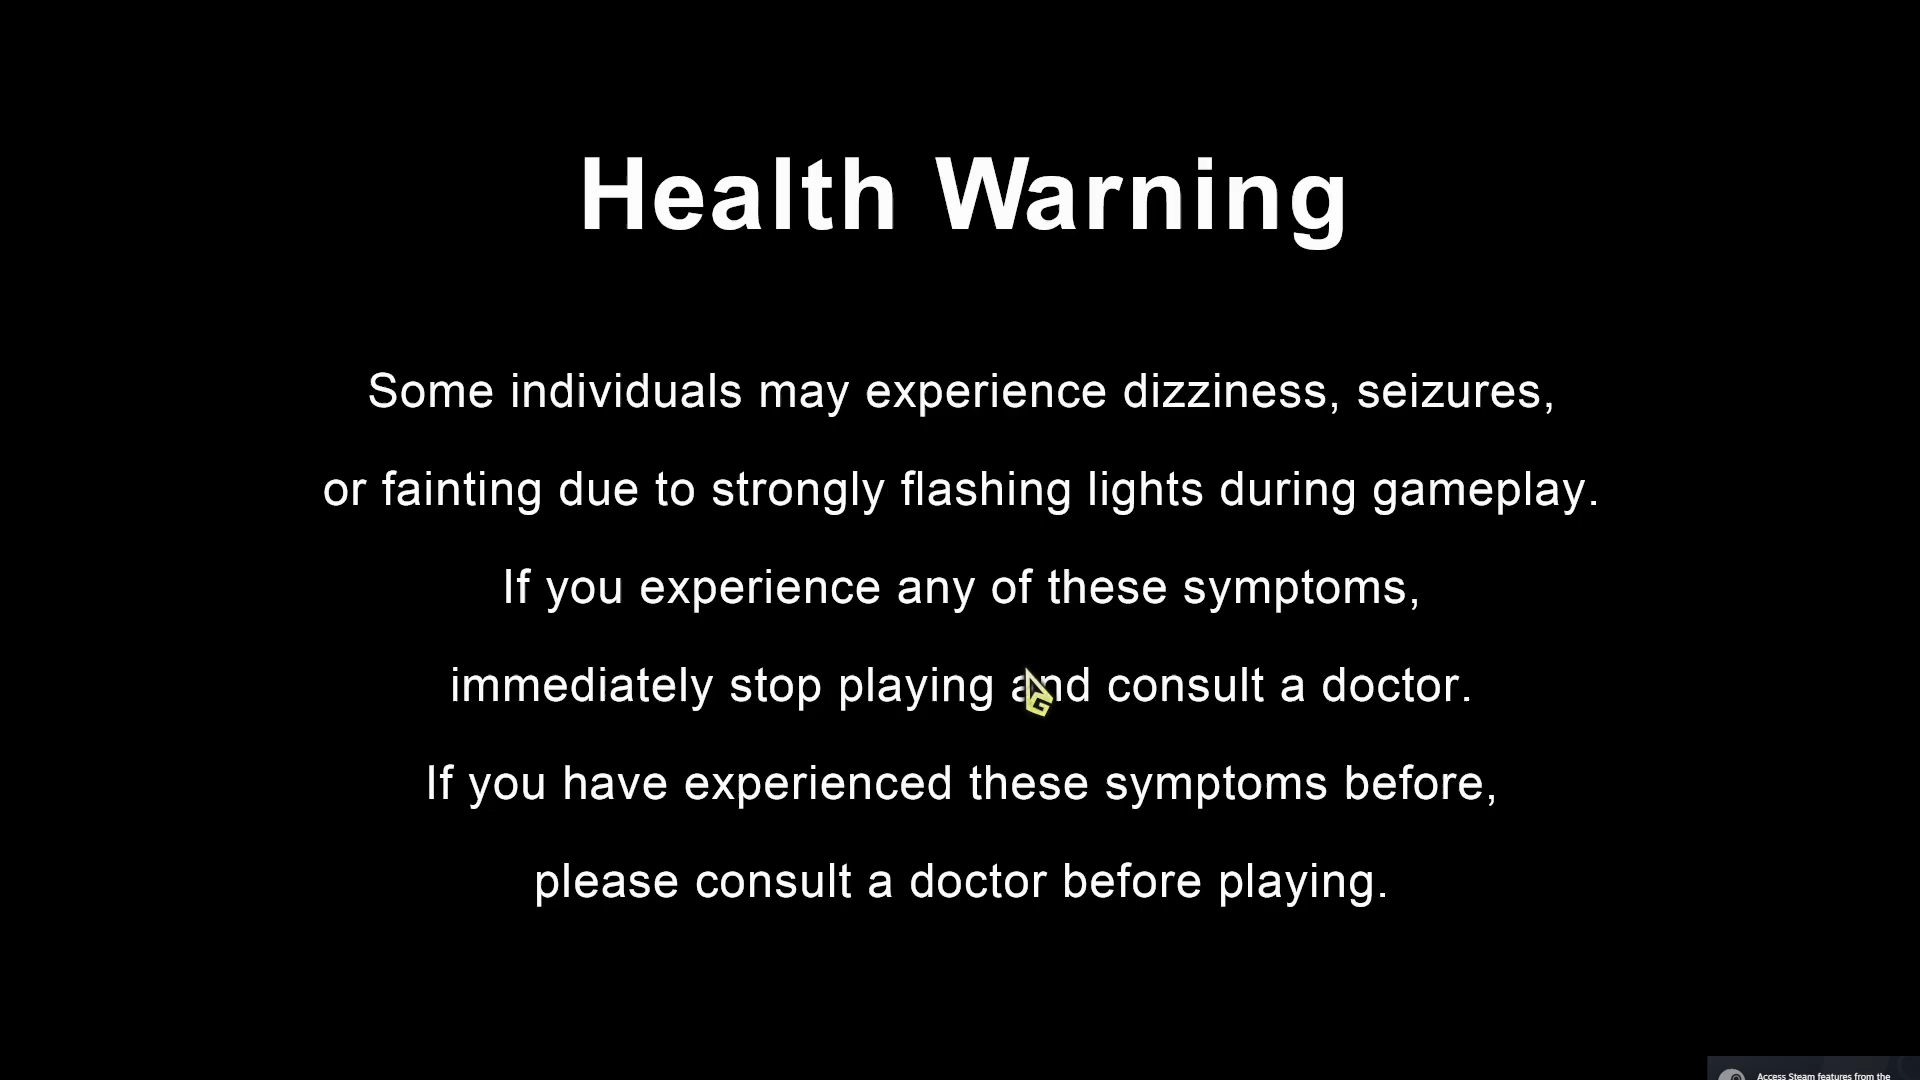 Health Warning
Some individuals may experience dizziness, seizures,
or fainting due to strongly flashing lights during gameplay.
If you experience any of these symptoms,
immediately stop playing and consult a doctor.
If you have experienced these symptoms before,
please consult a doctor before playing.
Access Steam features from the